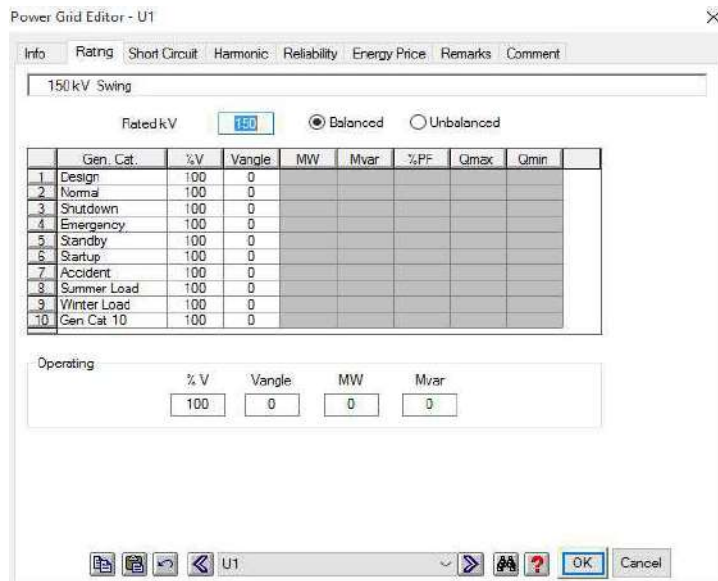 Power Grid Editor - U1
Info Rating Short Circuit Harmonic Reliability Energy Price Remarks Comment
150 kV Swing
Rated kV 150 Balanced Unbalanced
Gen. Cat. %V Vangle MW Mvar %PF Qmax Qmin
1 Design 100 0
2 Normal 100 0
3 Shutdown 100 0
4 Emergency 100 0
5 Standby 100 0
6 Startup 100 0
7 Accident 100 0
8 Summer Load 100 0
9 Winter Load 100 0
10 Gen Cat 10 100 0
Operating
% V Vangle MW Mvar
100 0 0 0
U1 ? OK Cancel